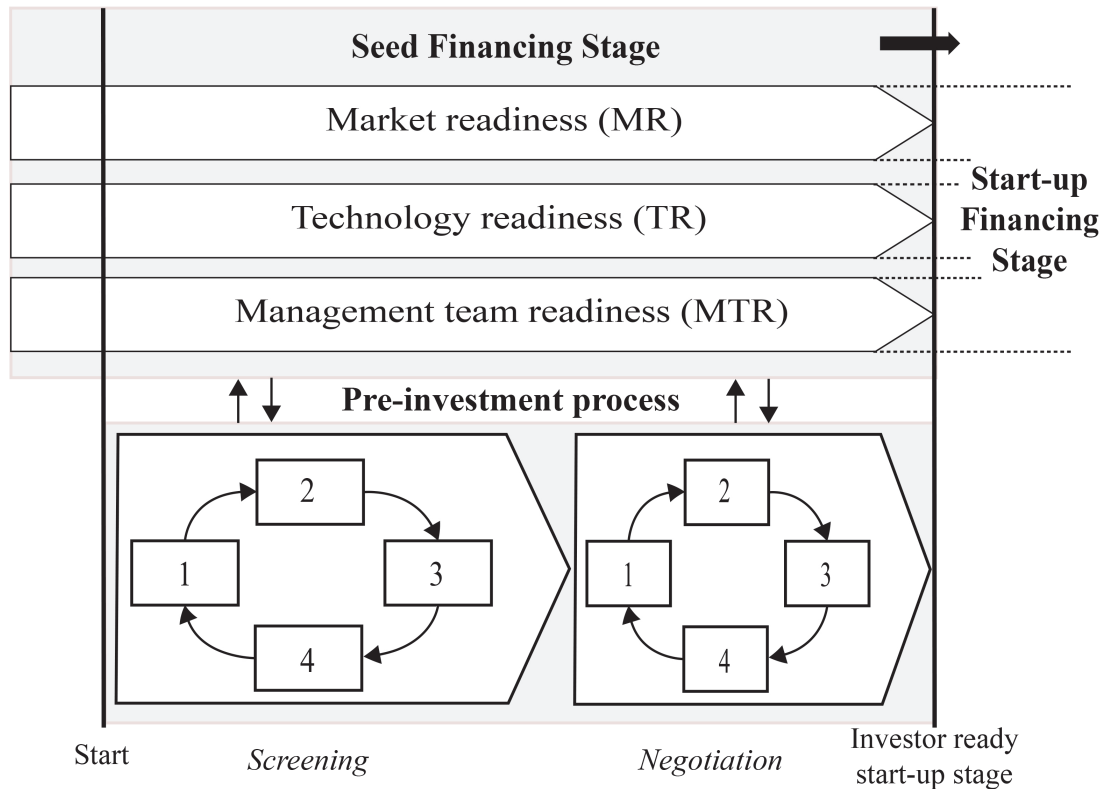 Seed Financing Stage
Market readiness (MR)
Technology readiness (TR)
Management team readiness (MTR)
Start-up
Financing
Stage
Pre-investment process
2
1
3
4
2
1
3
4
Start
Screening
Negotiation
Investor ready
start-up stage